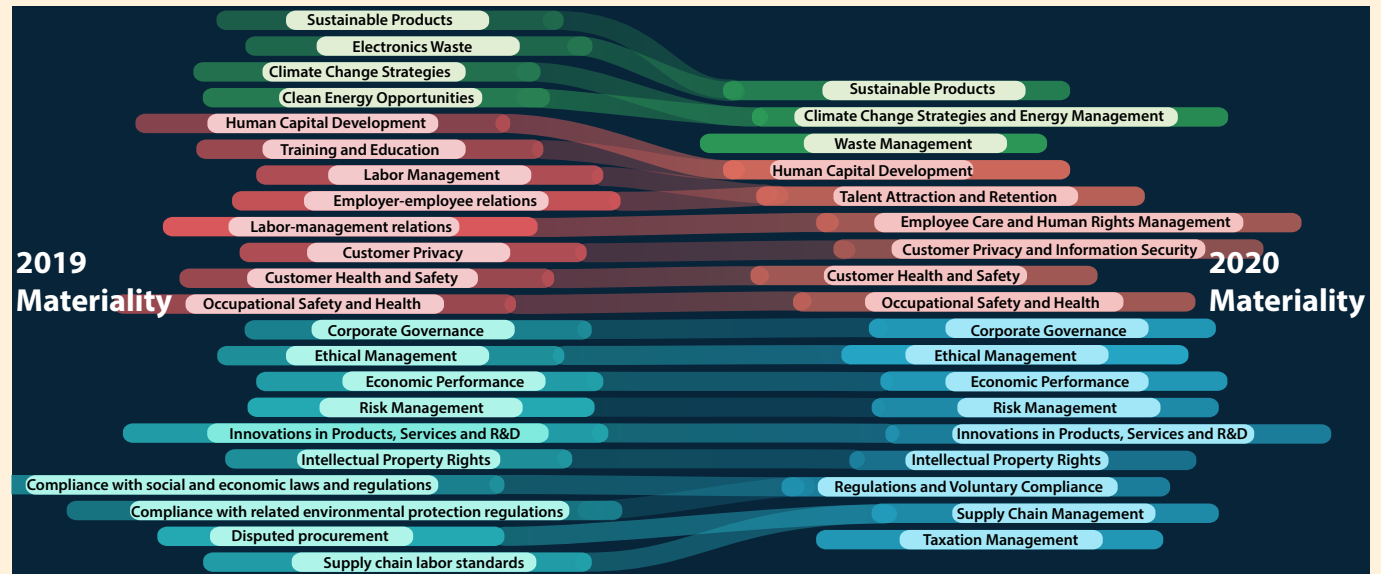 2019
Materiality
Sustainable Products
Electronics Waste
Climate Change Strategies
Clean Energy Opportunities
Human Capital Development
Training and Education
Labor Management
Employer-employee relations
Labor-management relations
Customer Privacy
Customer Health and Safety
Occupational Safety and Health
Corporate Governance
Ethical Management
Economic Performance
Risk Management
Innovations in Products, Services and R&D
Intellectual Property Rights
Compliance with social and economic laws and regulations
Compliance with related environmental protection regulations
Disputed procurement
Supply chain labor standards
Sustainable Products
Climate Change Strategies and Energy Management
Waste Management
Human Capital Development
Talent Attraction and Retention
Employee Care and Human Rights Management
Customer Privacy and Information Security
Customer Health and Safety
Occupational Safety and Health
Corporate Governance
Ethical Management
Economic Performance
Risk Management
Innovations in Products, Services and R&D
Intellectual Property Rights
Regulations and Voluntary Compliance
Supply Chain Management
Taxation Management
2020
Materiality